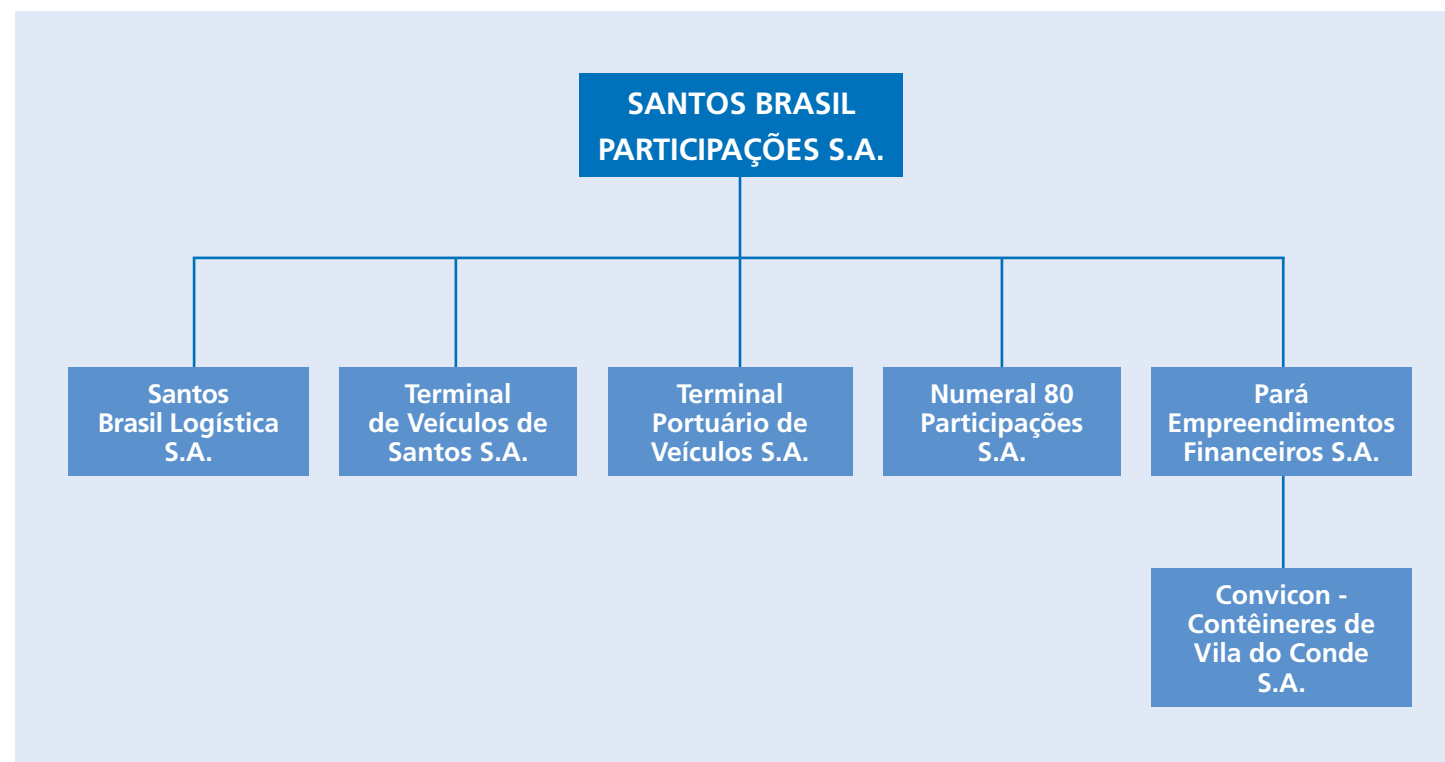 SANTOS BRASIL
PARTICIPAÇÕES S.A.
Santos
Brasil Logística
S.A.
Terminal
de Veículos de
Santos S.A.
Terminal
Portuário de
Veículos S.A.
Numeral 80
Participações
S.A.
Pará
Empreendimentos
Financeiros S.A.
Convicon -
Contêineres de
Vila do Conde
S.A.